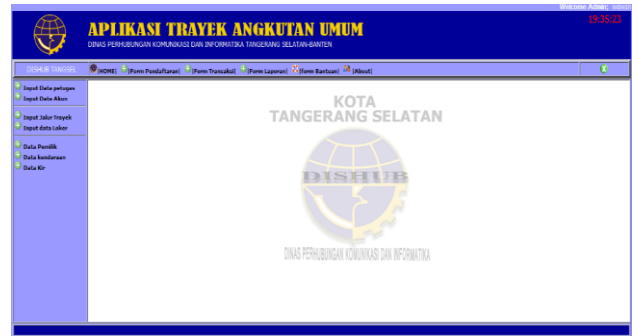 Welcome Admin: admin
19:35:23
APLIKASI TRAYEK ANGKUTAN UMUM
DINAS PERHUBUNGAN KOMUNIKASI DAN INFORMATIKA TANGERANG SELATAN-BANTEN
DISHUB TANGSEL
|HOME| |Form Pendaftaran| |Form Transaksi| |Form Laporan| |Form Bantuan| |About|
Input Data petugas
Input Data Akun
Input Jalur Trayek
Input data Loker
Data Pemilik
Data kendaraan
Data Kir
KOTA
TANGERANG SELATAN
DISHUB
DINAS PERHUBUNGAN KOMUNIKASI DAN INFORMATIKA